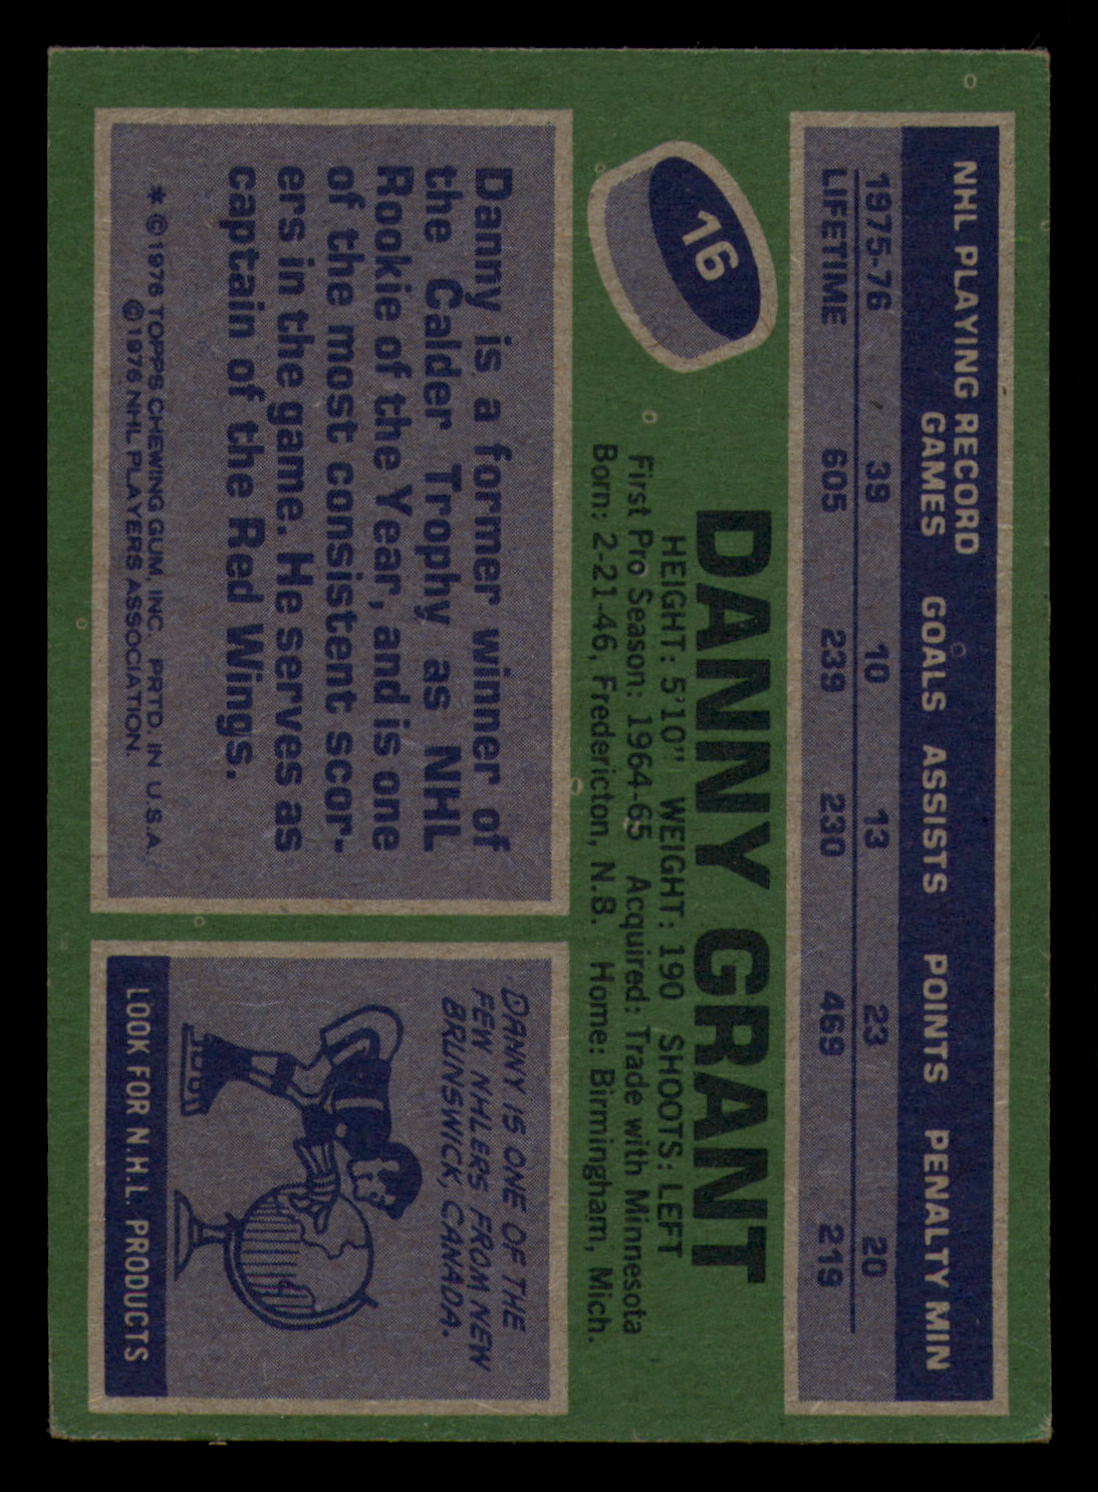 NHL PLAYING RECORD
GAMES GOALS ASSISTS POINTS PENALTY MIN
1975-76 39 10 13 23 20
LIFETIME 605 239 230 469 219
16
DANNY GRANT
HEIGHT: 5'10" WEIGHT: 190 SHOOTS: LEFT
First Pro Season: 1964-65 Acquired: Trade with Minnesota
Born: 2-21-46, Fredericton, N.B. Home: Birmingham, Mich.
Danny is a former winner of
the Calder Trophy as NHL
Rookie of the Year, and is one
of the most consistent scor-
ers in the game. He serves as
captain of the Red Wings.
* ©1976 TOPPS CHEWING GUM, INC. PRTD. IN U.S.A.
©1976 NHL PLAYERS ASSOCIATION.
DANNY IS ONE OF THE
FEW NHLERS FROM NEW
BRUNSWICK, CANADA.
LOOK FOR N.H.L. PRODUCTS